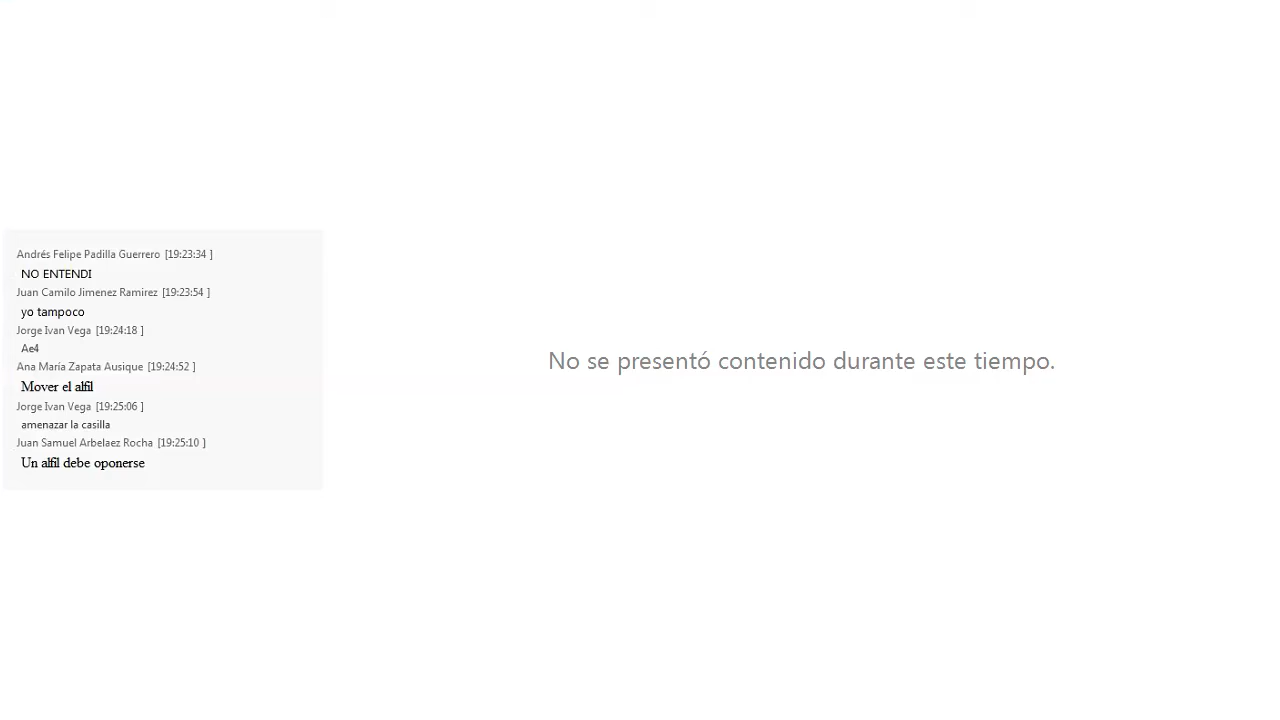 Andrés Felipe Padilla Guerrero [19:23:34 ]
NO ENTENDI
Juan Camilo Jimenez Ramirez [19:23:54 ]
yo tampoco
Jorge Ivan Vega [19:24:18 ]
Ae4
Ana María Zapata Ausique [19:24:52 ]
Mover el alfil
Jorge Ivan Vega [19:25:06 ]
amenazar la casilla
Juan Samuel Arbelaez Rocha [19:25:10 ]
Un alfil debe oponerse
No se presentó contenido durante este tiempo.